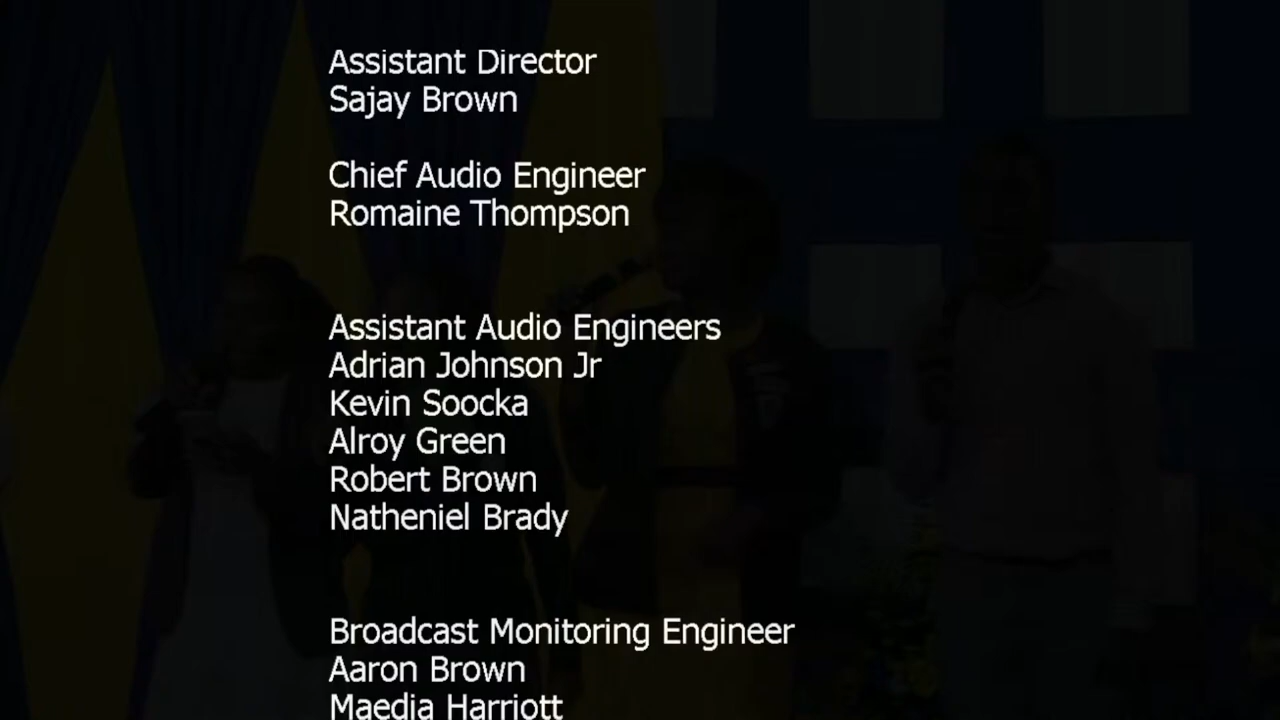 Assistant Director
Sajay Brown
Chief Audio Engineer
Romaine Thompson
Assistant Audio Engineers
Adrian Johnson Jr
Kevin Soocka
Alroy Green
Robert Brown
Natheniel Brady
Broadcast Monitoring Engineer
Aaron Brown
Maedia Harriott